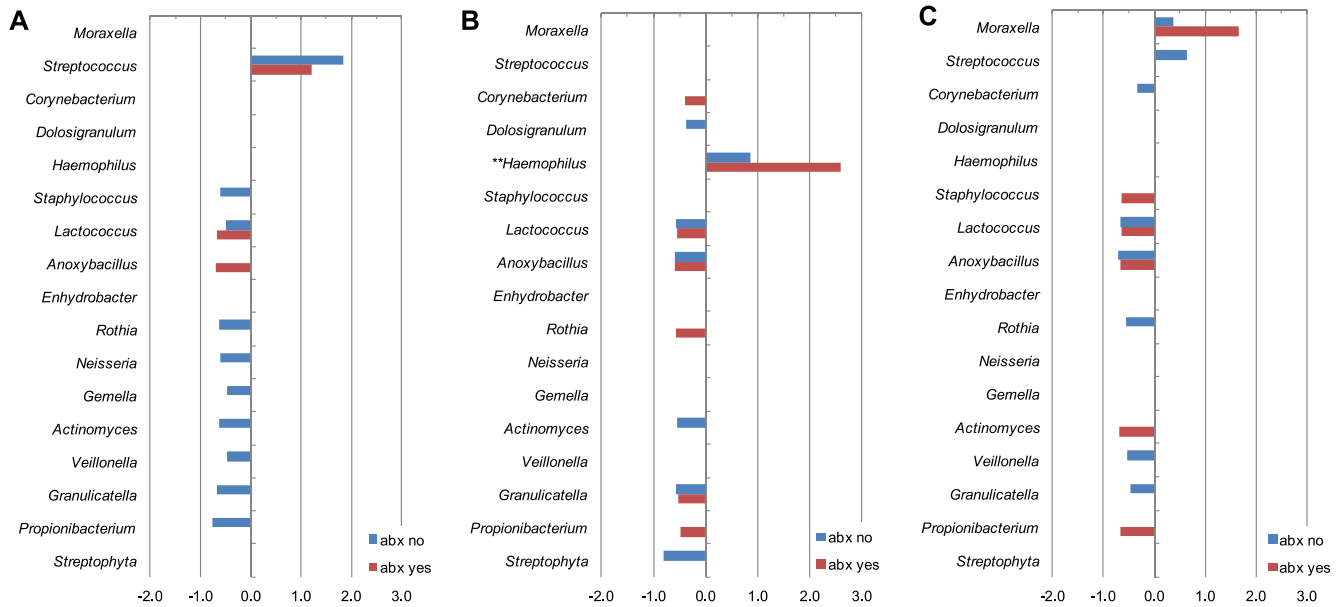 A
Moraxella
Streptococcus
Corynebacterium
Dolosigranulum
Haemophilus
Staphylococcus
Lactococcus
Anoxybacillus
Enhydrobacter
Rothia
Neisseria
Gemella
Actinomyces
Veillonella
Granulicatella
Propionibacterium
Streptophyta
abx no
abx yes
-2.0 -1.0 0.0 1.0 2.0 3.0
B
Moraxella
Streptococcus
Corynebacterium
Dolosigranulum
**Haemophilus
Staphylococcus
Lactococcus
Anoxybacillus
Enhydrobacter
Rothia
Neisseria
Gemella
Actinomyces
Veillonella
Granulicatella
Propionibacterium
Streptophyta
abx no
abx yes
-2.0 -1.0 0.0 1.0 2.0 3.0
C
Moraxella
Streptococcus
Corynebacterium
Dolosigranulum
Haemophilus
Staphylococcus
Lactococcus
Anoxybacillus
Enhydrobacter
Rothia
Neisseria
Gemella
Actinomyces
Veillonella
Granulicatella
Propionibacterium
Streptophyta
abx no
abx yes
-2.0 -1.0 0.0 1.0 2.0 3.0